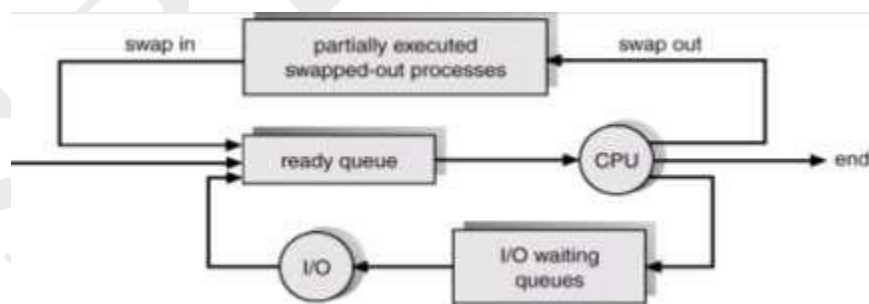 swap in
partially executed
swapped-out processes
swap out
ready queue
CPU
end
I/O
I/O waiting
queues